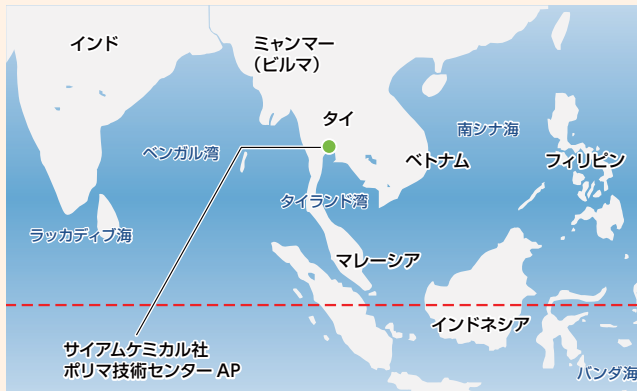 インド
ミャンマー
（ビルマ）
タイ
南シナ海
ベンガル湾
ベトナム
フィリピン
タイランド湾
ラッカディブ海
マレーシア
インドネシア
サイアムケミカル社
ポリマ技術センター AP
バンダ海